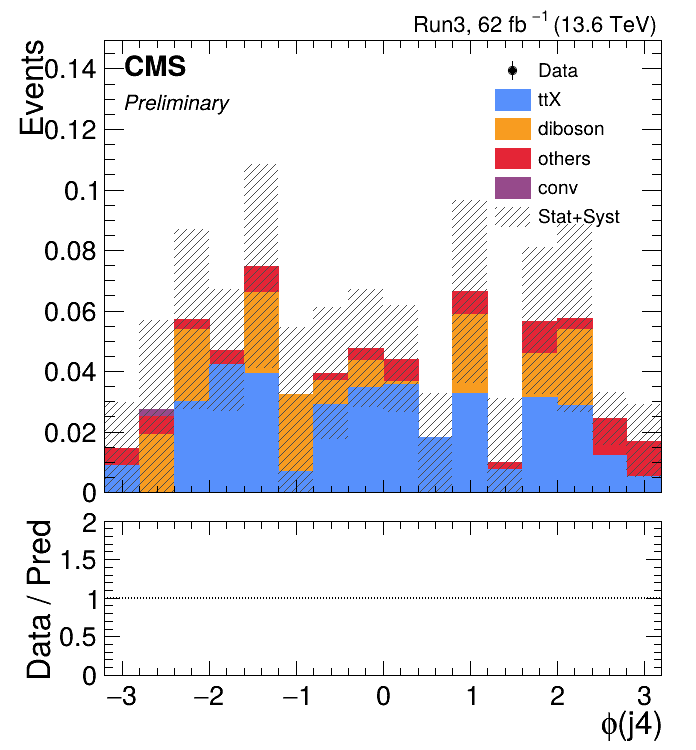 Run3, 62 fb⁻¹ (13.6 TeV)
Events
CMS
Preliminary
Data
ttX
diboson
others
conv
Stat+Syst
0.14
0.12
0.1
0.08
0.06
0.04
0.02
0
Data / Pred
2
1.5
1
0.5
0
−3 −2 −1 0 1 2 3
ϕ(j4)